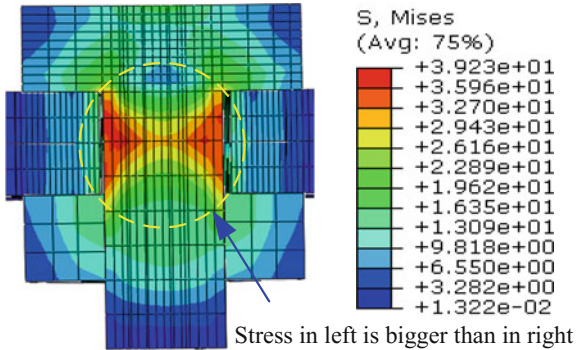 S, Mises
(Avg: 75%)
+3.923e+01
+3.596e+01
+3.270e+01
+2.943e+01
+2.616e+01
+2.289e+01
+1.962e+01
+1.635e+01
+1.309e+01
+9.818e+00
+6.550e+00
+3.282e+00
+1.322e-02
Stress in left is bigger than in right